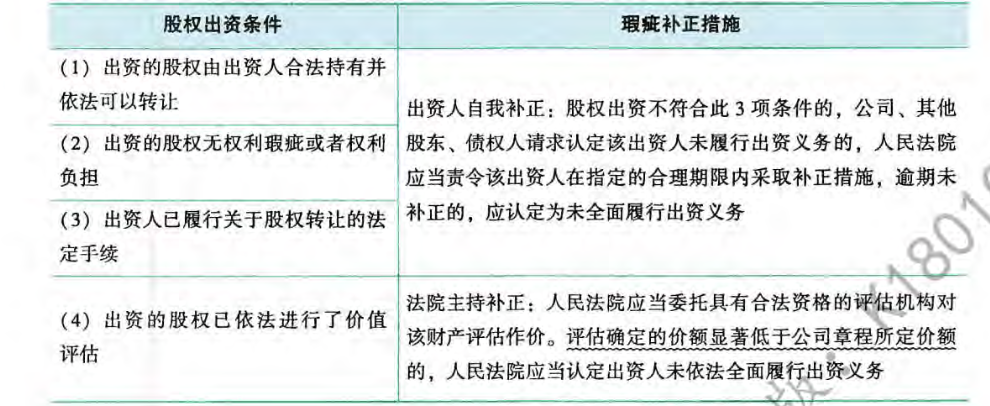 股权出资条件
瑕疵补正措施
(1) 出资的股权由出资人合法持有并
依法可以转让
(2) 出资的股权无权利瑕疵或者权利
负担
(3) 出资人已履行关于股权转让的法
定手续
出资人自我补正：股权出资不符合此3项条件的，公司、其他
股东、债权人请求认定该出资人未履行出资义务的，人民法院
应当责令该出资人在指定的合理期限内采取补正措施，逾期未
补正的，应认定为未全面履行出资义务
(4) 出资的股权已依法进行了价值
评估
法院主持补正：人民法院应当委托具有合法资格的评估机构对
该财产评估作价。评估确定的价额显著低于公司章程所定价额
的，人民法院应当认定出资人未依法全面履行出资义务
版：K1801